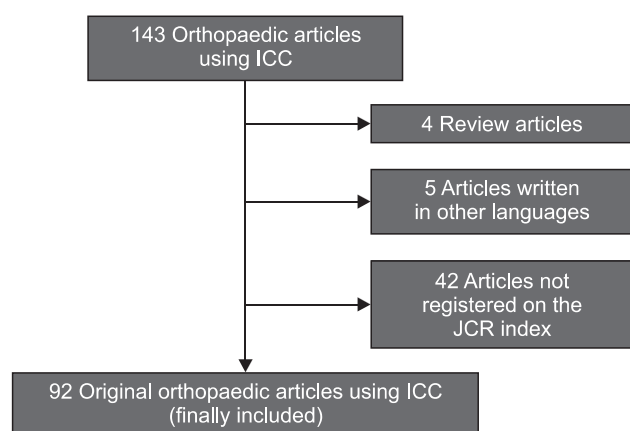 143 Orthopaedic articles
using ICC
4 Review articles
5 Articles written
in other languages
42 Articles not
registered on the
JCR index
92 Original orthopaedic articles using ICC
(finally included)